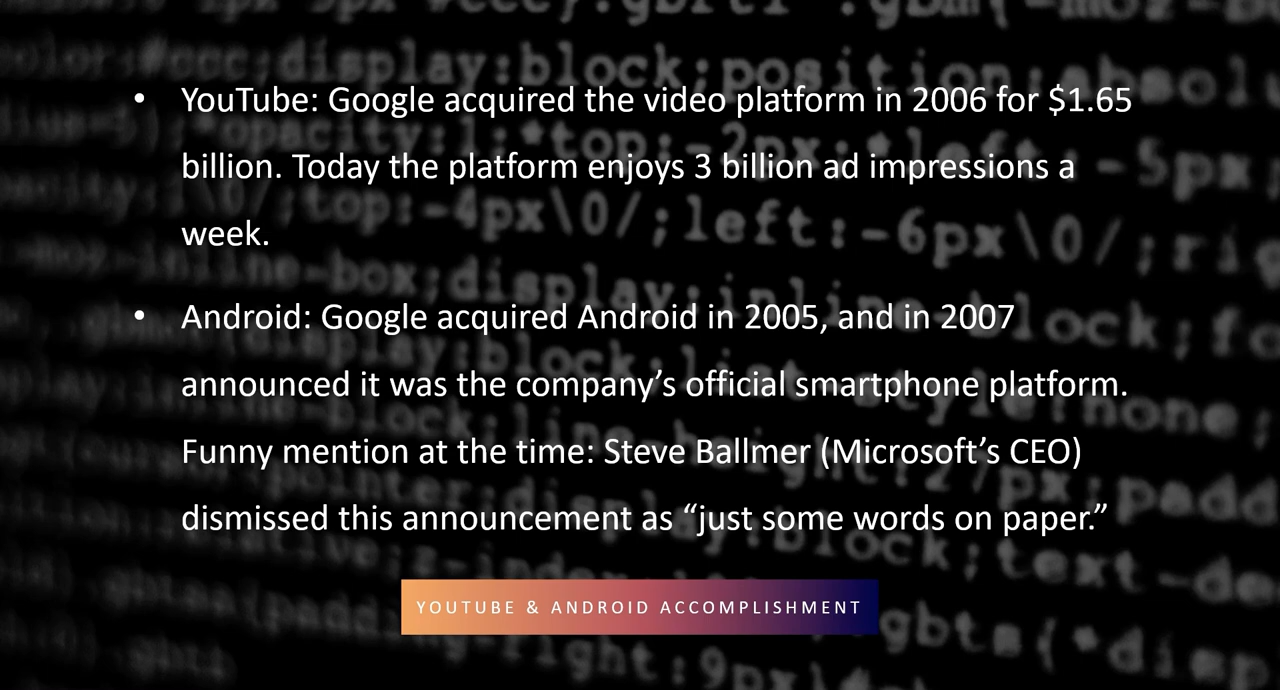 • YouTube: Google acquired the video platform in 2006 for $1.65
billion. Today the platform enjoys 3 billion ad impressions a
week.
• Android: Google acquired Android in 2005, and in 2007
announced it was the company’s official smartphone platform.
Funny mention at the time: Steve Ballmer (Microsoft’s CEO)
dismissed this announcement as “just some words on paper.”
YOUTUBE & ANDROID ACCOMPLISHMENT